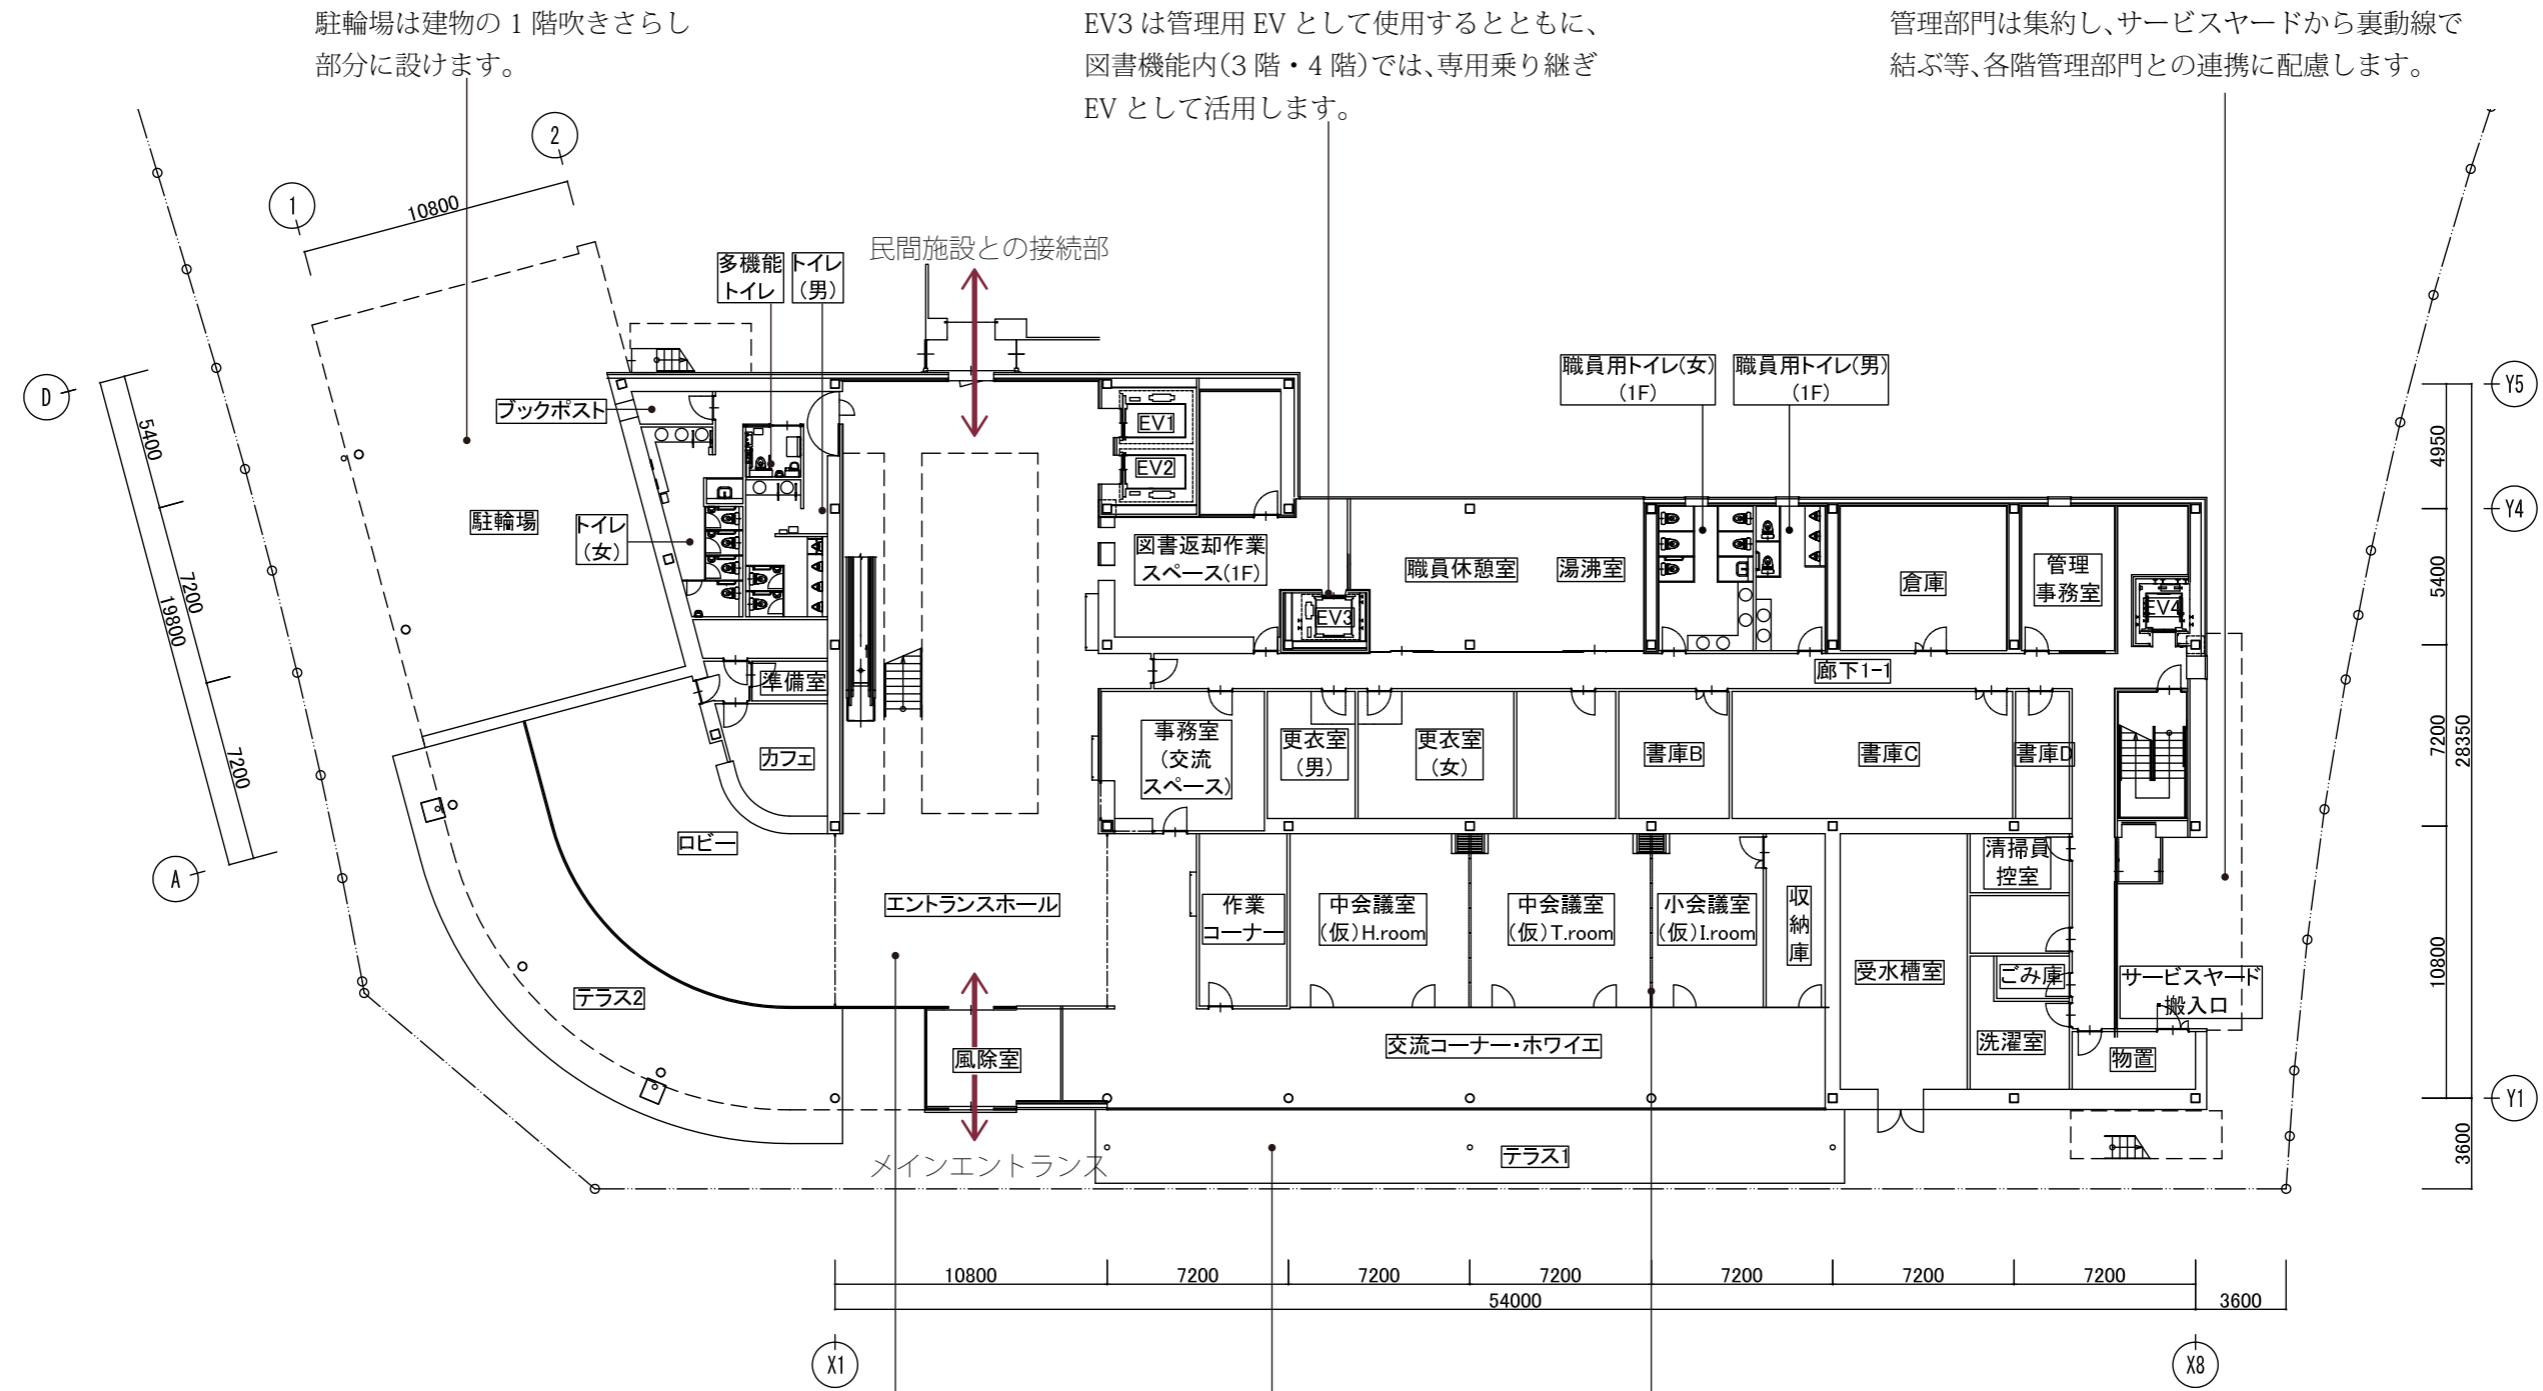 駐輪場は建物の 1 階吹きさらし
部分に設けます。
EV3 は管理用 EV として使用するとともに、
図書機能内(3 階・4 階)では、専用乗り継ぎ
EV として活用します。
管理部門は集約し、サービスヤードから裏動線で
結ぶ等、各階管理部門との連携に配慮します。
2
1
10800
民間施設との接続部
多機能
トイレ
トイレ
(男)
D
ブックポスト
職員用トイレ(女)
(1F)
職員用トイレ(男)
(1F)
Y5
5400
EV1
EV2
4950
Y4
駐輪場
トイレ
(女)
図書返却作業
スペース(1F)
職員休憩室
湯沸室
倉庫
管理
事務室
7200
19800
EV3
EV4
5400
準備室
廊下1-1
7200
カフェ
事務室
(交流
スペース)
更衣室
(男)
更衣室
(女)
書庫B
書庫C
書庫D
7200
28350
A
ロビー
清掃員
控室
エントランスホール
作業
コーナー
中会議室
(仮)H.room
中会議室
(仮)T.room
小会議室
(仮)I.room
収
納
庫
受水槽室
ごみ庫
サービスヤード
搬入口
10800
テラス2
風除室
交流コーナー・ホワイエ
洗濯室
物置
Y1
メインエントランス
テラス1
3600
10800
7200
7200
7200
7200
7200
7200
54000
3600
X1
X8